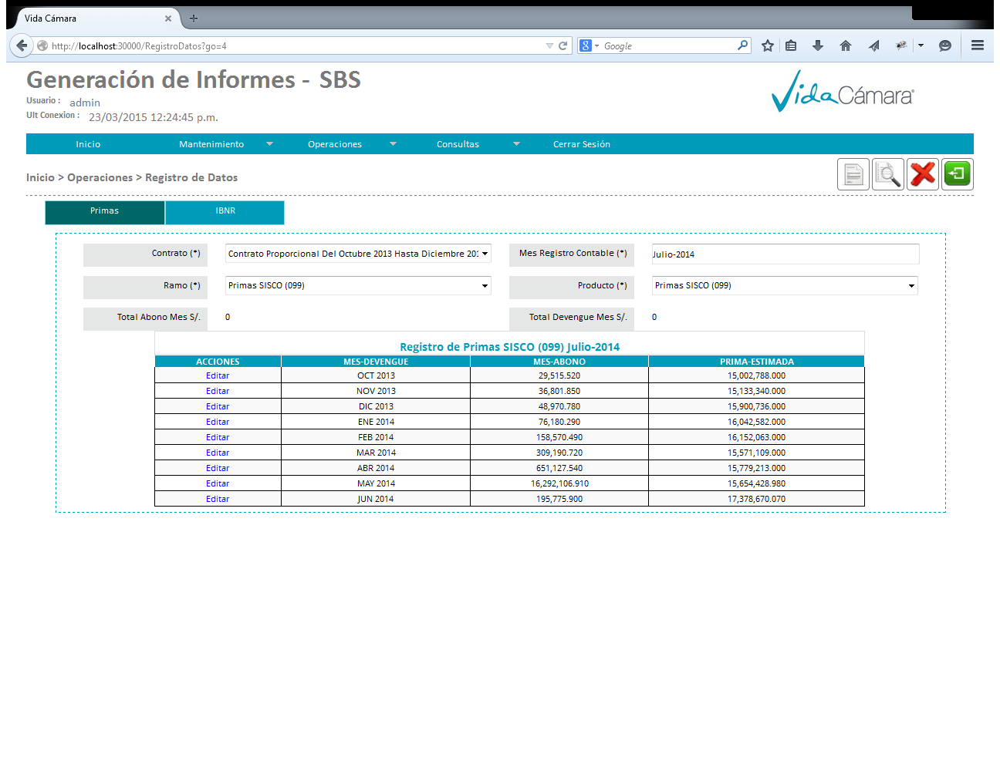 Vida Cámara
http://localhost:30000/RegistroDatos?go=4
Google
Generación de Informes - SBS
Usuario : admin
Ult Conexion : 23/03/2015 12:24:45 p.m.
Vida Cámara
Inicio Mantenimiento Operaciones Consultas Cerrar Sesión
Inicio > Operaciones > Registro de Datos
Primas IBNR
Contrato (*) Contrato Proporcional Del Octubre 2013 Hasta Diciembre 201 Mes Registro Contable (*) Julio-2014
Ramo (*) Primas SISCO (099) Producto (*) Primas SISCO (099)
Total Abono Mes S/. 0 Total Devengue Mes S/. 0
Registro de Primas SISCO (099) Julio-2014
ACCIONES MES-DEVENGUE MES-ABONO PRIMA-ESTIMADA
Editar OCT 2013 29,515.520 15,002,788.000
Editar NOV 2013 36,801.850 15,133,340.000
Editar DIC 2013 48,970.780 15,900,736.000
Editar ENE 2014 76,180.290 16,042,582.000
Editar FEB 2014 158,570.490 16,152,063.000
Editar MAR 2014 309,190.720 15,571,109.000
Editar ABR 2014 651,127.540 15,779,213.000
Editar MAY 2014 16,292,106.910 15,654,428.980
Editar JUN 2014 195,775.900 17,378,670.070